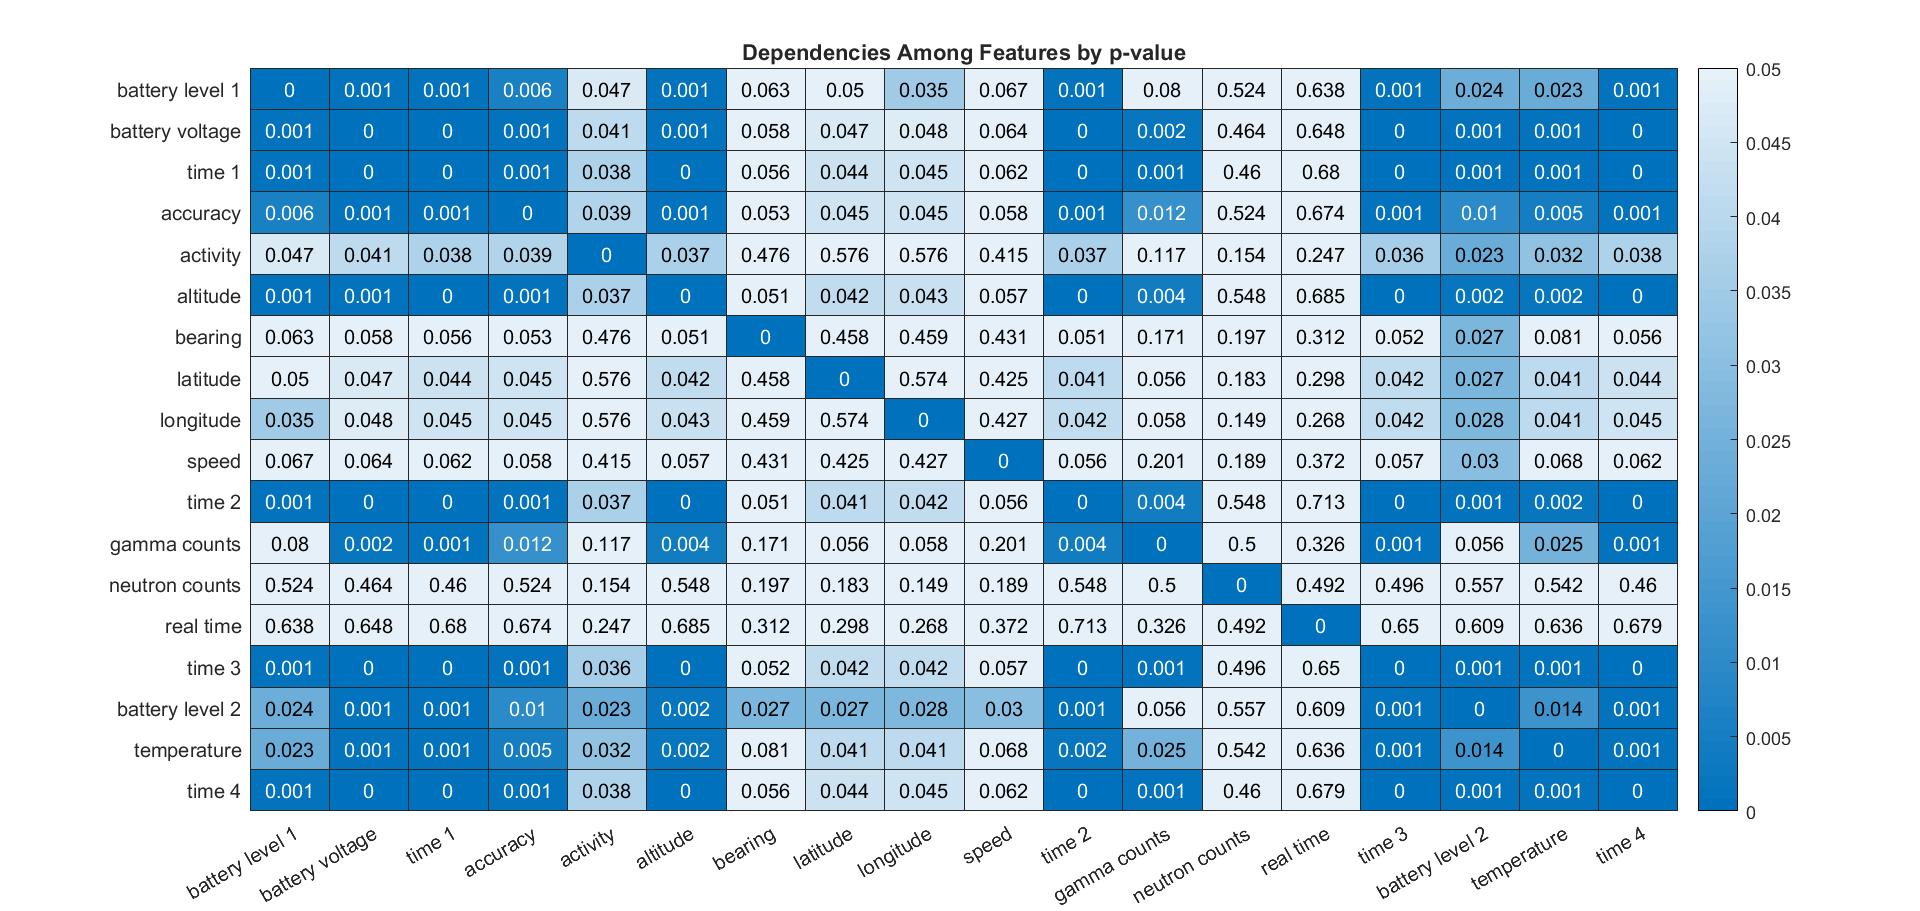 Dependencies Among Features by p-value
battery level 1 0 0.001 0.001 0.006 0.047 0.001 0.063 0.05 0.035 0.067 0.001 0.08 0.524 0.638 0.001 0.024 0.023 0.001
battery voltage 0.001 0 0 0.001 0.041 0.001 0.058 0.047 0.048 0.064 0 0.002 0.464 0.648 0 0.001 0.001 0
time 1 0.001 0 0 0.001 0.038 0 0.056 0.044 0.045 0.062 0 0.001 0.46 0.68 0 0.001 0.001 0
accuracy 0.006 0.001 0.001 0 0.039 0.001 0.053 0.045 0.045 0.058 0.001 0.012 0.524 0.674 0.001 0.01 0.005 0.001
activity 0.047 0.041 0.038 0.039 0 0.037 0.476 0.576 0.576 0.415 0.037 0.117 0.154 0.247 0.036 0.023 0.032 0.038
altitude 0.001 0.001 0 0.001 0.037 0 0.051 0.042 0.043 0.057 0 0.004 0.548 0.685 0 0.002 0.002 0
bearing 0.063 0.058 0.056 0.053 0.476 0.051 0 0.458 0.459 0.431 0.051 0.171 0.197 0.312 0.052 0.027 0.081 0.056
latitude 0.05 0.047 0.044 0.045 0.576 0.042 0.458 0 0.574 0.425 0.041 0.056 0.183 0.298 0.042 0.027 0.041 0.044
longitude 0.035 0.048 0.045 0.045 0.576 0.043 0.459 0.574 0 0.427 0.042 0.058 0.149 0.268 0.042 0.028 0.041 0.045
speed 0.067 0.064 0.062 0.058 0.415 0.057 0.431 0.425 0.427 0 0.056 0.201 0.189 0.372 0.057 0.03 0.068 0.062
time 2 0.001 0 0 0.001 0.037 0 0.051 0.041 0.042 0.056 0 0.004 0.548 0.713 0 0.001 0.002 0
gamma counts 0.08 0.002 0.001 0.012 0.117 0.004 0.171 0.056 0.058 0.201 0.004 0 0.5 0.326 0.001 0.056 0.025 0.001
neutron counts 0.524 0.464 0.46 0.524 0.154 0.548 0.197 0.183 0.149 0.189 0.548 0.5 0 0.492 0.496 0.557 0.542 0.46
real time 0.638 0.648 0.68 0.674 0.247 0.685 0.312 0.298 0.268 0.372 0.713 0.326 0.492 0 0.65 0.609 0.636 0.679
time 3 0.001 0 0 0.001 0.036 0 0.052 0.042 0.042 0.057 0 0.001 0.496 0.65 0 0.001 0.001 0
battery level 2 0.024 0.001 0.001 0.01 0.023 0.002 0.027 0.027 0.028 0.03 0.001 0.056 0.557 0.609 0.001 0 0.014 0.001
temperature 0.023 0.001 0.001 0.005 0.032 0.002 0.081 0.041 0.041 0.068 0.002 0.025 0.542 0.636 0.001 0.014 0 0.001
time 4 0.001 0 0 0.001 0.038 0 0.056 0.044 0.045 0.062 0 0.001 0.46 0.679 0 0.001 0.001 0
battery level 1
battery voltage
time 1
accuracy
activity
altitude
bearing
latitude
longitude
speed
time 2
gamma counts
neutron counts
real time
time 3
battery level 2
temperature
time 4
0.05
0.045
0.04
0.035
0.03
0.025
0.02
0.015
0.01
0.005
0